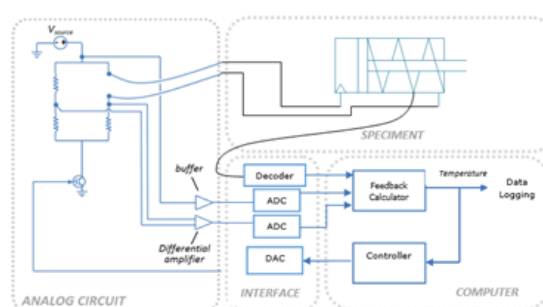 Vsource
SPECIMENT
buffer
Decoder
ADC
ADC
DAC
Differential
amplifier
Feedback
Calculator
Temperature
Data
Logging
Controller
ANALOG CIRCUIT
INTERFACE
COMPUTER